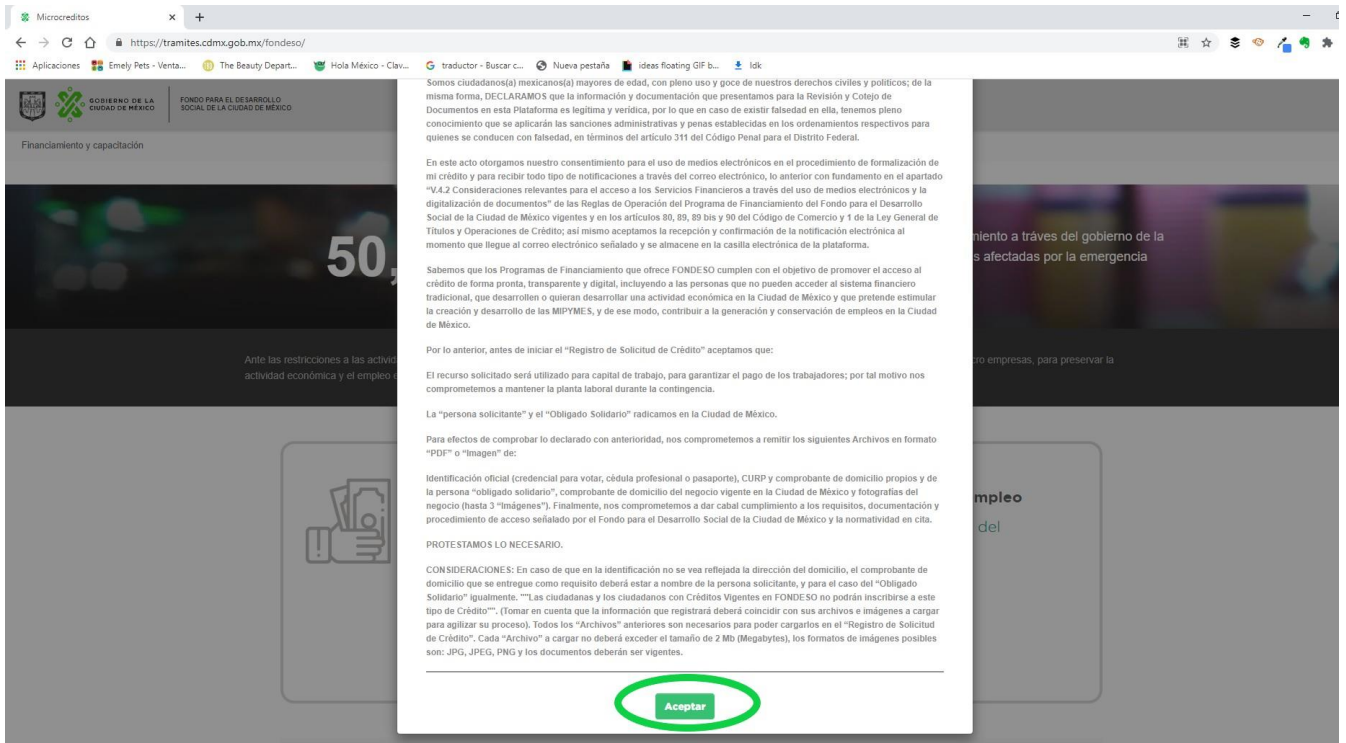 Microcreditos
https://tramites.cdmx.gob.mx/fondeso/
Aplicaciones
Emely Pets - Venta...
The Beauty Depart...
Hola México - Clav...
traductor - Buscar c...
Nueva pestaña
ideas floating GIF b...
Idk
GOBIERNO DE LA
CIUDAD DE MÉXICO
FONDO PARA EL DESARROLLO
SOCIAL DE LA CIUDAD DE MÉXICO
Financiamiento y capacitación
50,
niento a tráves del gobierno de la
s afectadas por la emergencia
Ante las restricciones a las activid
actividad económica y el empleo e
cro empresas, para preservar la
mpleo
del
Somos ciudadanos(a) mexicanos(a) mayores de edad, con pleno uso y goce de nuestros derechos civiles y políticos; de la
misma forma, DECLARAMOS que la información y documentación que presentamos para la Revisión y Cotejo de
Documentos en esta Plataforma es legítima y verídica, por lo que en caso de existir falsedad en ella, tenemos pleno
conocimiento que se aplicarán las sanciones administrativas y penas establecidas en los ordenamientos respectivos para
quienes se conducen con falsedad, en términos del artículo 311 del Código Penal para el Distrito Federal.
En este acto otorgamos nuestro consentimiento para el uso de medios electrónicos en el procedimiento de formalización de
mi crédito y para recibir todo tipo de notificaciones a través del correo electrónico, lo anterior con fundamento en el apartado
“V.4.2 Consideraciones relevantes para el acceso a los Servicios Financieros a través del uso de medios electrónicos y la
digitalización de documentos” de las Reglas de Operación del Programa de Financiamiento del Fondo para el Desarrollo
Social de la Ciudad de México vigentes y en los artículos 80, 89, 89 bis y 90 del Código de Comercio y 1 de la Ley General de
Títulos y Operaciones de Crédito; así mismo aceptamos la recepción y confirmación de la notificación electrónica al
momento que llegue al correo electrónico señalado y se almacene en la casilla electrónica de la plataforma.
Sabemos que los Programas de Financiamiento que ofrece FONDESO cumplen con el objetivo de promover el acceso al
crédito de forma pronta, transparente y digital, incluyendo a las personas que no pueden acceder al sistema financiero
tradicional, que desarrollen o quieran desarrollar una actividad económica en la Ciudad de México y que pretende estimular
la creación y desarrollo de las MIPYMES, y de ese modo, contribuir a la generación y conservación de empleos en la Ciudad
de México.
Por lo anterior, antes de iniciar el “Registro de Solicitud de Crédito” aceptamos que:
El recurso solicitado será utilizado para capital de trabajo, para garantizar el pago de los trabajadores; por tal motivo nos
comprometemos a mantener la planta laboral durante la contingencia.
La “persona solicitante” y el “Obligado Solidario” radicamos en la Ciudad de México.
Para efectos de comprobar lo declarado con anterioridad, nos comprometemos a remitir los siguientes Archivos en formato
“PDF” o “Imagen” de:
Identificación oficial (credencial para votar, cédula profesional o pasaporte), CURP y comprobante de domicilio propios y de
la persona “obligado solidario”, comprobante de domicilio del negocio vigente en la Ciudad de México y fotografías del
negocio (hasta 3 “Imágenes”). Finalmente, nos comprometemos a dar cabal cumplimiento a los requisitos, documentación y
procedimiento de acceso señalado por el Fondo para el Desarrollo Social de la Ciudad de México y la normatividad en cita.
PROTESTAMOS LO NECESARIO.
CONSIDERACIONES: En caso de que en la identificación no se vea reflejada la dirección del domicilio, el comprobante de
domicilio que se entregue como requisito deberá estar a nombre de la persona solicitante, y para el caso del “Obligado
Solidario” igualmente. ""Las ciudadanas y los ciudadanos con Créditos Vigentes en FONDESO no podrán inscribirse a este
tipo de Crédito"". (Tomar en cuenta que la información que registrará deberá coincidir con sus archivos e imágenes a cargar
para agilizar su proceso). Todos los “Archivos” anteriores son necesarios para poder cargarlos en el “Registro de Solicitud
de Crédito”. Cada “Archivo” a cargar no deberá exceder el tamaño de 2 Mb (Megabytes), los formatos de imágenes posibles
son: JPG, JPEG, PNG y los documentos deberán ser vigentes.
Aceptar